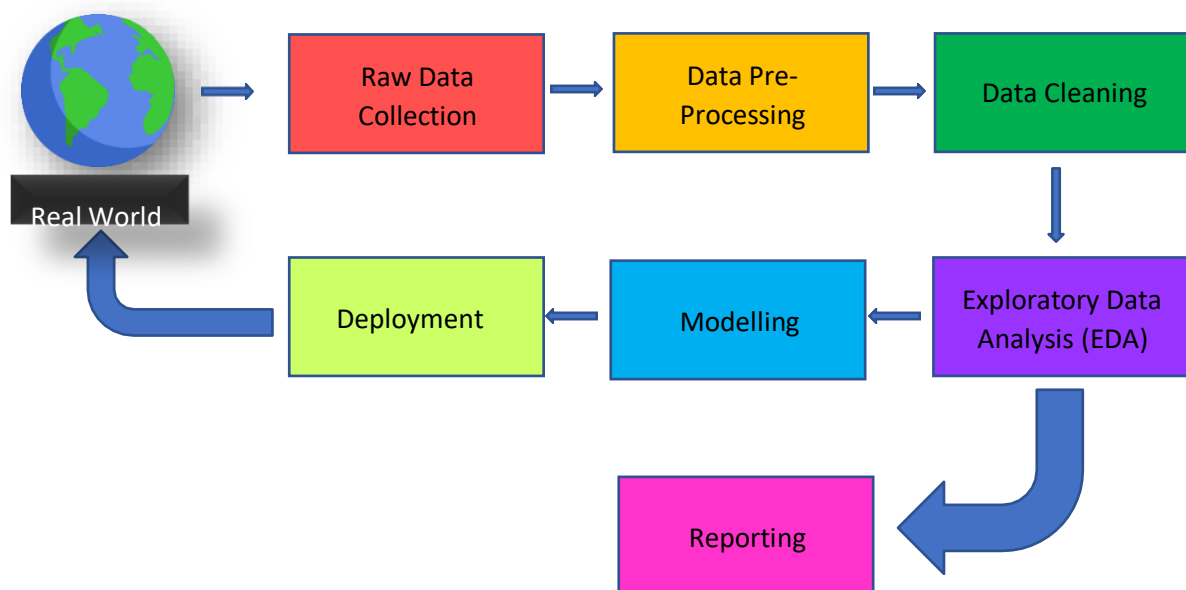 Raw Data
Collection
Data Pre-
Processing
Data Cleaning
Real World
Deployment
Modelling
Exploratory Data
Analysis (EDA)
Reporting